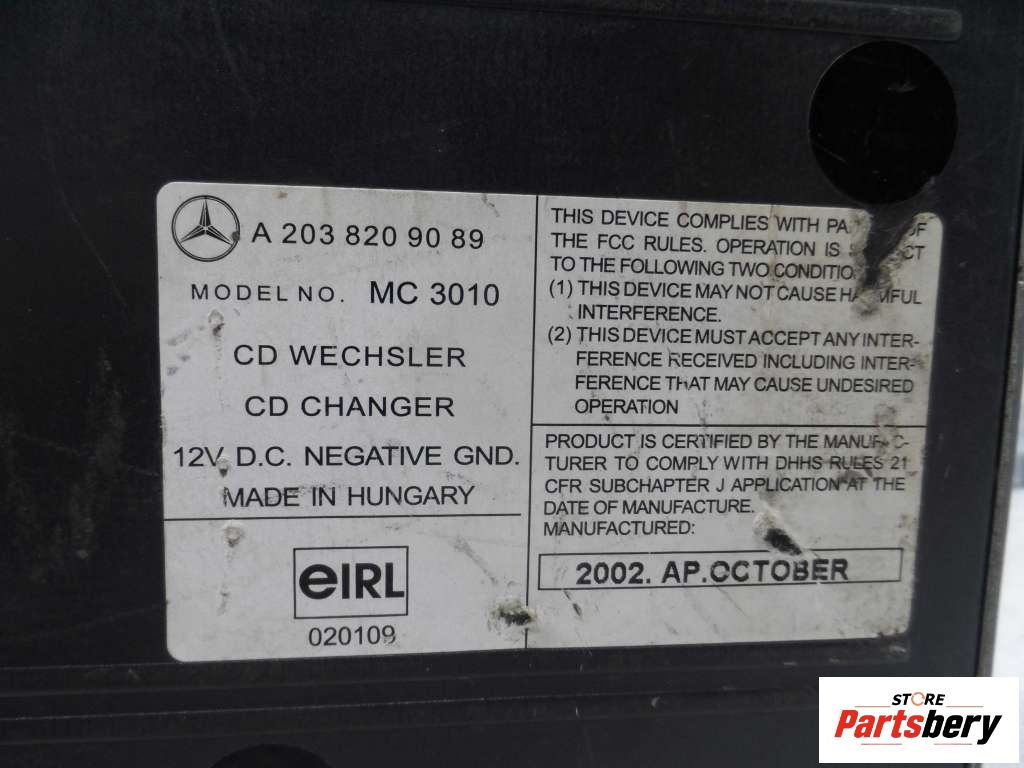 A 203 820 90 89
MODEL NO. MC 3010
CD WECHSLER
CD CHANGER
12V D.C. NEGATIVE GND.
MADE IN HUNGARY
eIRL
020109
THIS DEVICE COMPLIES WITH OF
THE FCC RULES. OPERATION IS
TO THE FOLLOWING TWO
(1) THIS DEVICE MAY NOT CAUSE HARMFUL
INTERFERENCE.
(2) THIS DEVICE MUST ACCEPT ANY INTER-
FERENCE RECEIVED INCLUDING INTER-
FERENCE THAT MAY CAUSE UNDESIRED
OPERATION
PRODUCT IS CERTIFIED BY THE MANUFAC-
TURER TO COMPLY WITH DHHS RULES 21
CFR SUBCHAPTER J APPLICATION AT THE
DATE OF MANUFACTURE.
MANUFACTURED:
2002. AP.OCTOBER
STORE
Partsbery